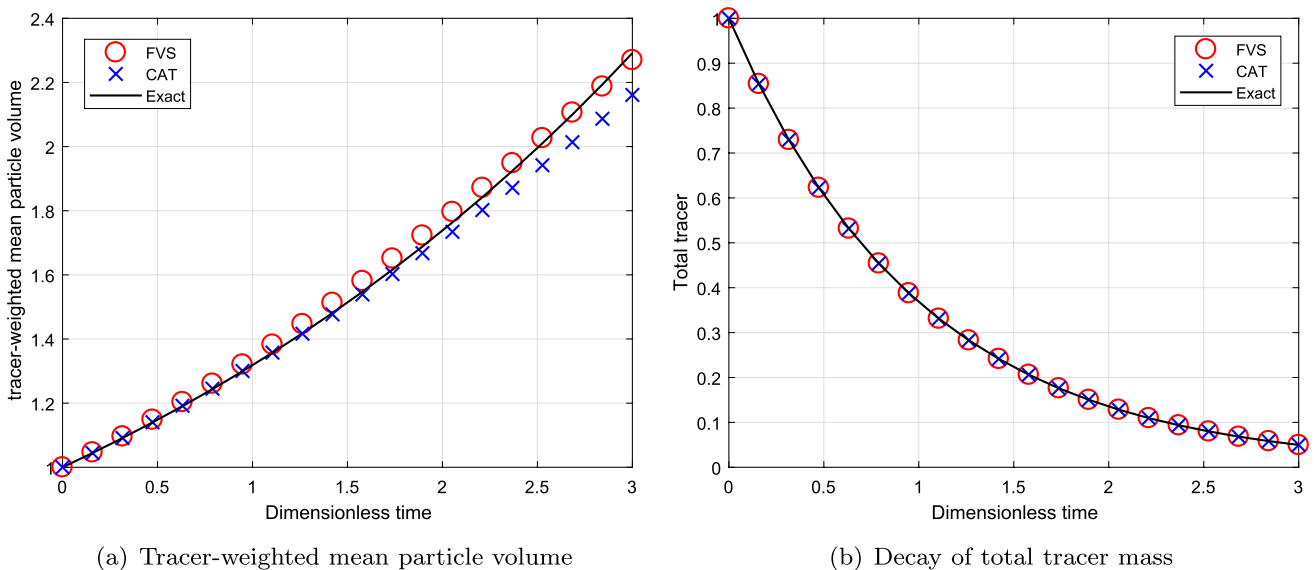 2.4
2.2
2
1.8
1.6
1.4
1.2
1
0
0.5
1
1.5
2
2.5
3
tracer-weighted mean particle volume
Dimensionless time
FVS
CAT
Exact
(a) Tracer-weighted mean particle volume
1
0.9
0.8
0.7
0.6
0.5
0.4
0.3
0.2
0.1
0
0
0.5
1
1.5
2
2.5
3
Total tracer
Dimensionless time
FVS
CAT
Exact
(b) Decay of total tracer mass